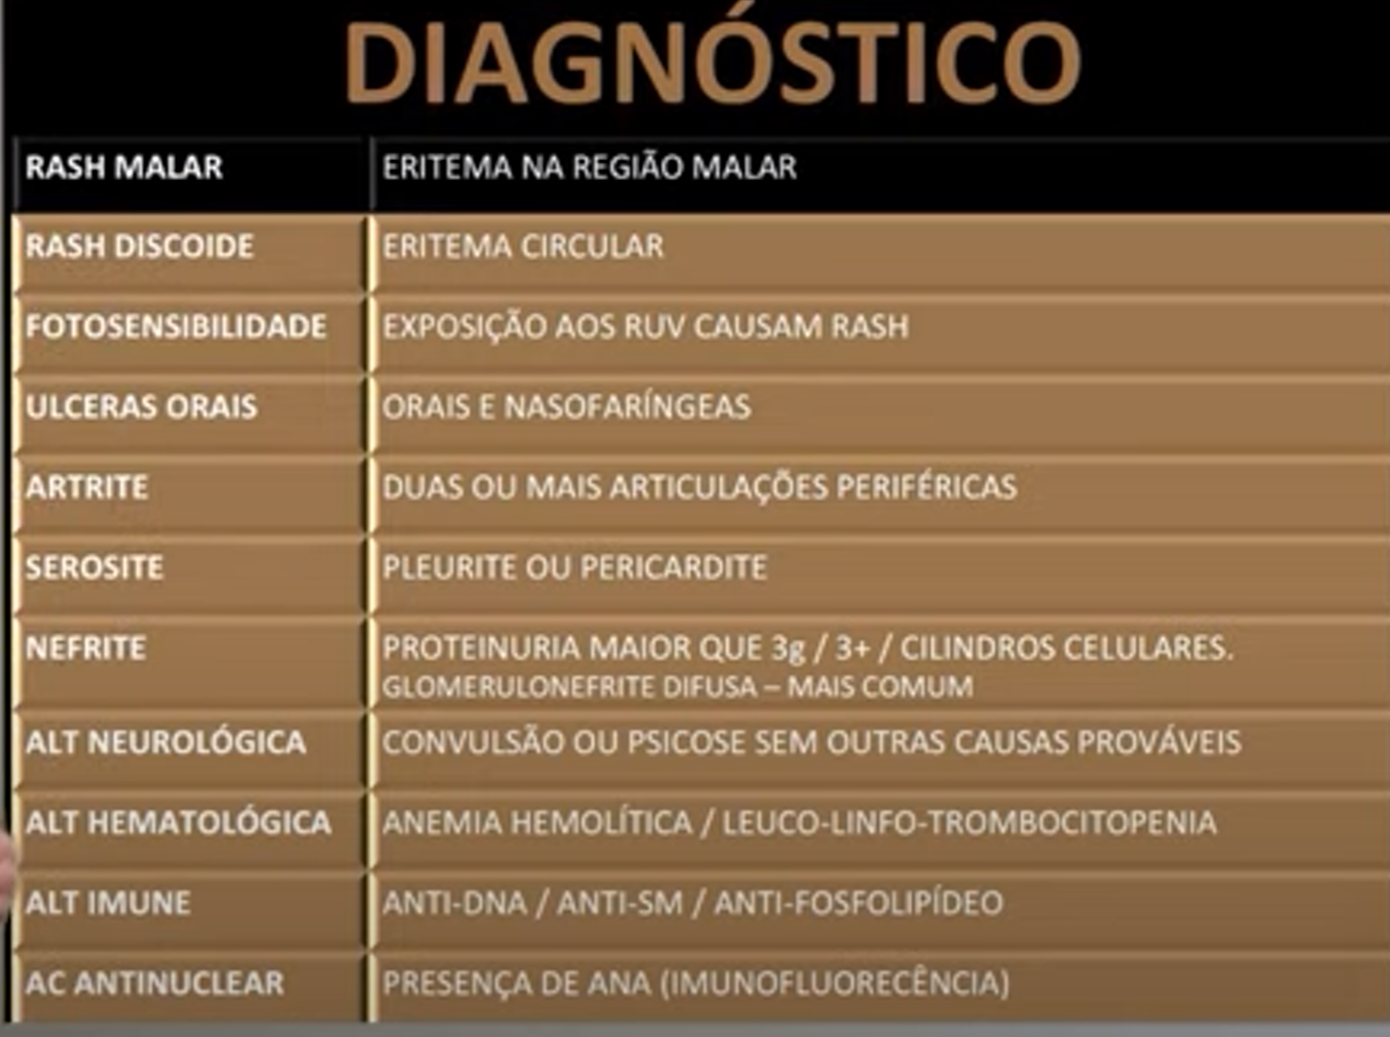 DIAGNÓSTICO
RASH MALAR ERITEMA NA REGIÃO MALAR
RASH DISCOIDE ERITEMA CIRCULAR
FOTOSENSIBILIDADE EXPOSIÇÃO AOS RUV CAUSAM RASH
ULCERAS ORAIS ORAIS E NASOFARÍNGEAS
ARTRITE DUAS OU MAIS ARTICULAÇÕES PERIFÉRICAS
SEROSITE PLEURITE OU PERICARDITE
NEFRITE PROTEINURIA MAIOR QUE 3g / 3+ / CILINDROS CELULARES.
GLOMERULONEFRITE DIFUSA – MAIS COMUM
ALT NEUROLÓGICA CONVULSÃO OU PSICOSE SEM OUTRAS CAUSAS PROVÁVEIS
ALT HEMATOLÓGICA ANEMIA HEMOLÍTICA / LEUCO-LINFO-TROMBOCITOPENIA
ALT IMUNE ANTI-DNA / ANTI-SM / ANTI-FOSFOLIPÍDEO
AC ANTINUCLEAR PRESENÇA DE ANA (IMUNOFLUORECÊNCIA)